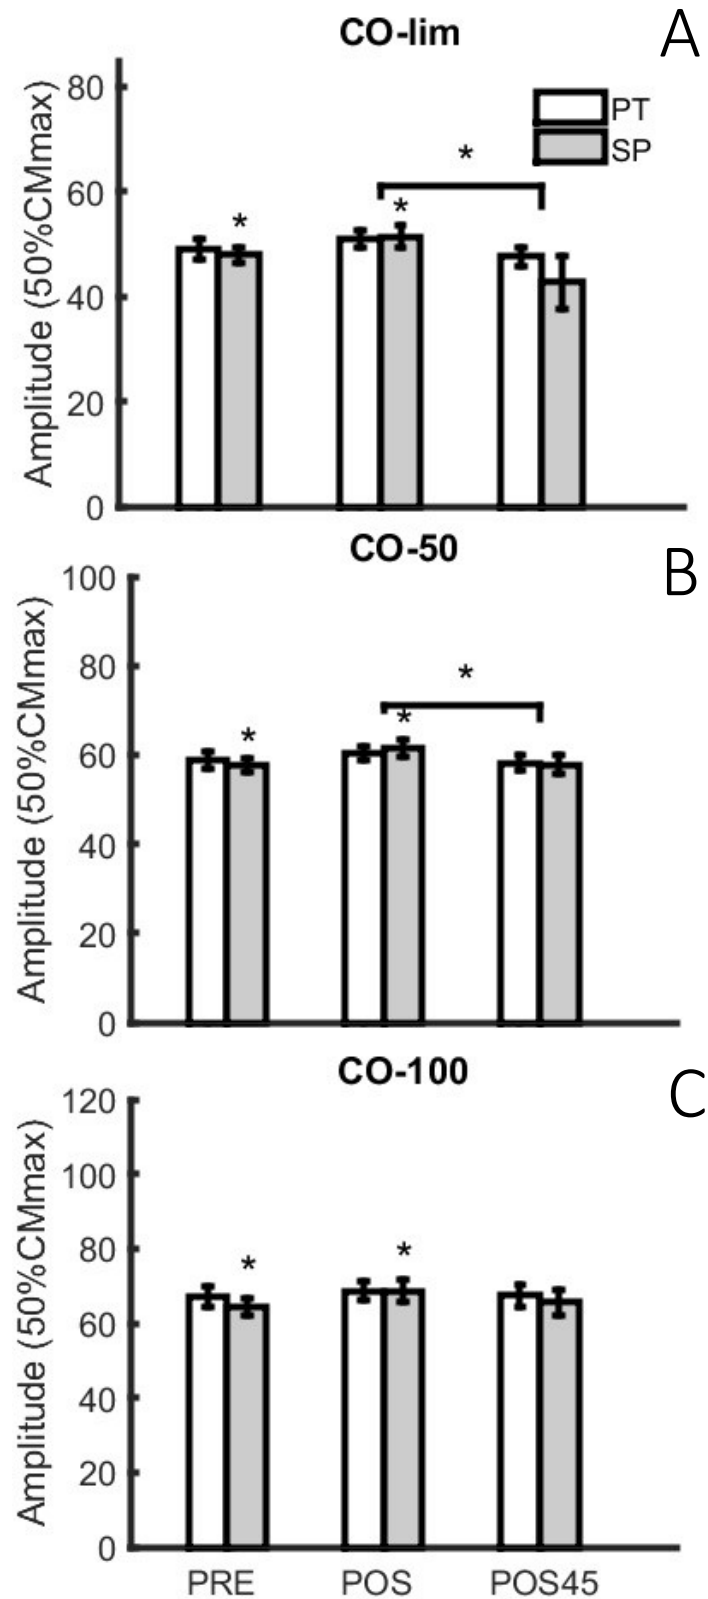 CO-lim
A
Amplitude (50%CMmax)
80
60
40
20
0
PT
SP
*
*
*
CO-50
B
Amplitude (50%CMmax)
100
80
60
40
20
0
*
*
*
CO-100
C
Amplitude (50%CMmax)
120
100
80
60
40
20
0
*
*
PRE POS POS45